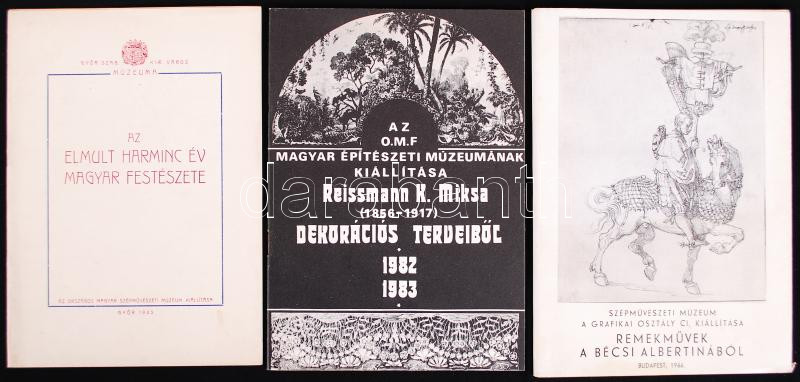 GYŐR SZAB. KIR. VÁROS
MÚZEUMA
AZ
ELMULT HARMINC ÉV
MAGYAR FESTÉSZETE
AZ ORSZÁGOS MAGYAR SZÉPMŰVÉSZETI MÚZEUM KIÁLLÍTÁSA
GYŐR
AZ
O.M.F
MAGYAR ÉPÍTÉSZETI MÚZEUMÁNAK
KIÁLLÍTÁSA
Reissmann K. Miksa
(1856-1917)
DEKORÁCIÓS TERVEIBŐL
1982
1983
SZÉPMŰVÉSZETI MÚZEUM
A GRAFIKAI OSZTÁLY CI. KIÁLLÍTÁSA
REMEKMŰVEK
A BÉCSI ALBERTINÁBÓL
BUDAPEST, 1966
darabanth